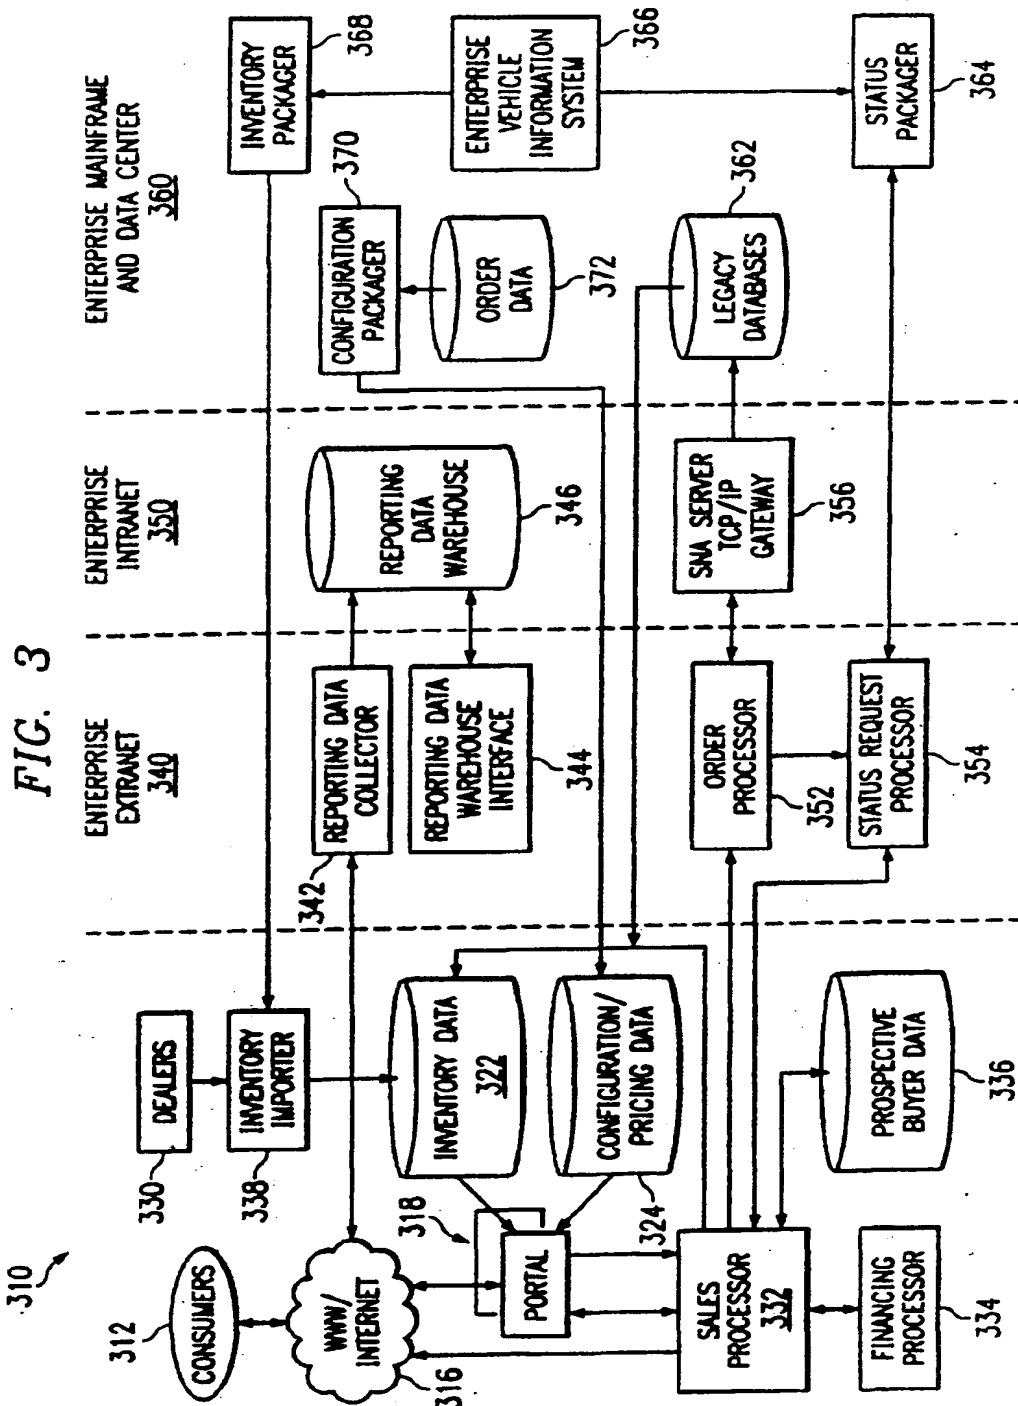 FIG. 3
310
ENTERPRISE
EXTRANET
340
ENTERPRISE
INTRANET
350
ENTERPRISE MAINFRAME
AND DATA CENTER
360
312
CONSUMERS
330
DEALERS
338
INVENTORY
IMPORTER
INVENTORY
PACKAGER
368
WWW/
INTERNET
316
342
REPORTING DATA
COLLECTOR
REPORTING DATA
WAREHOUSE
INTERFACE
344
REPORTING
DATA
WAREHOUSE
346
CONFIGURATION
PACKAGER
370
ORDER
DATA
372
ENTERPRISE
VEHICLE
INFORMATION
SYSTEM
366
318
PORTAL
INVENTORY DATA
322
CONFIGURATION/
PRICING DATA
324
SALES
PROCESSOR
332
ORDER
PROCESSOR
352
SNA SERVER
TCP/IP
GATEWAY
356
LEGACY
DATABASES
362
FINANCING
PROCESSOR
334
PROSPECTIVE
BUYER DATA
336
STATUS REQUEST
PROCESSOR
354
STATUS
PACKAGER
364